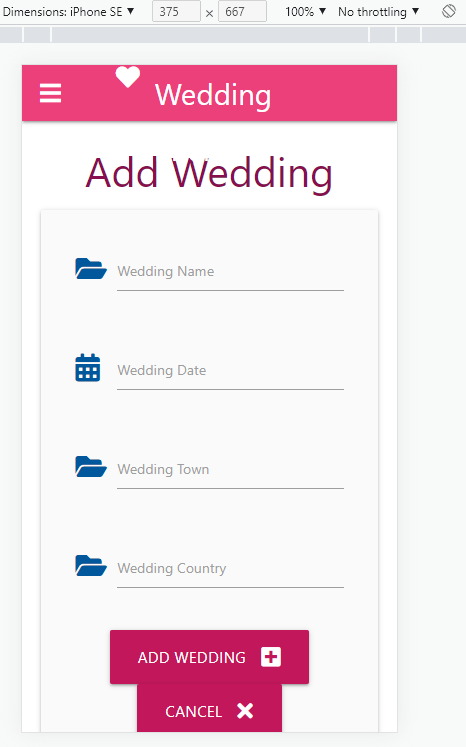 Dimensions: iPhone SE ▼ 375 × 667 100% ▼ No throttling ▼
Wedding
Add Wedding
Wedding Name
Wedding Date
Wedding Town
Wedding Country
ADD WEDDING
CANCEL